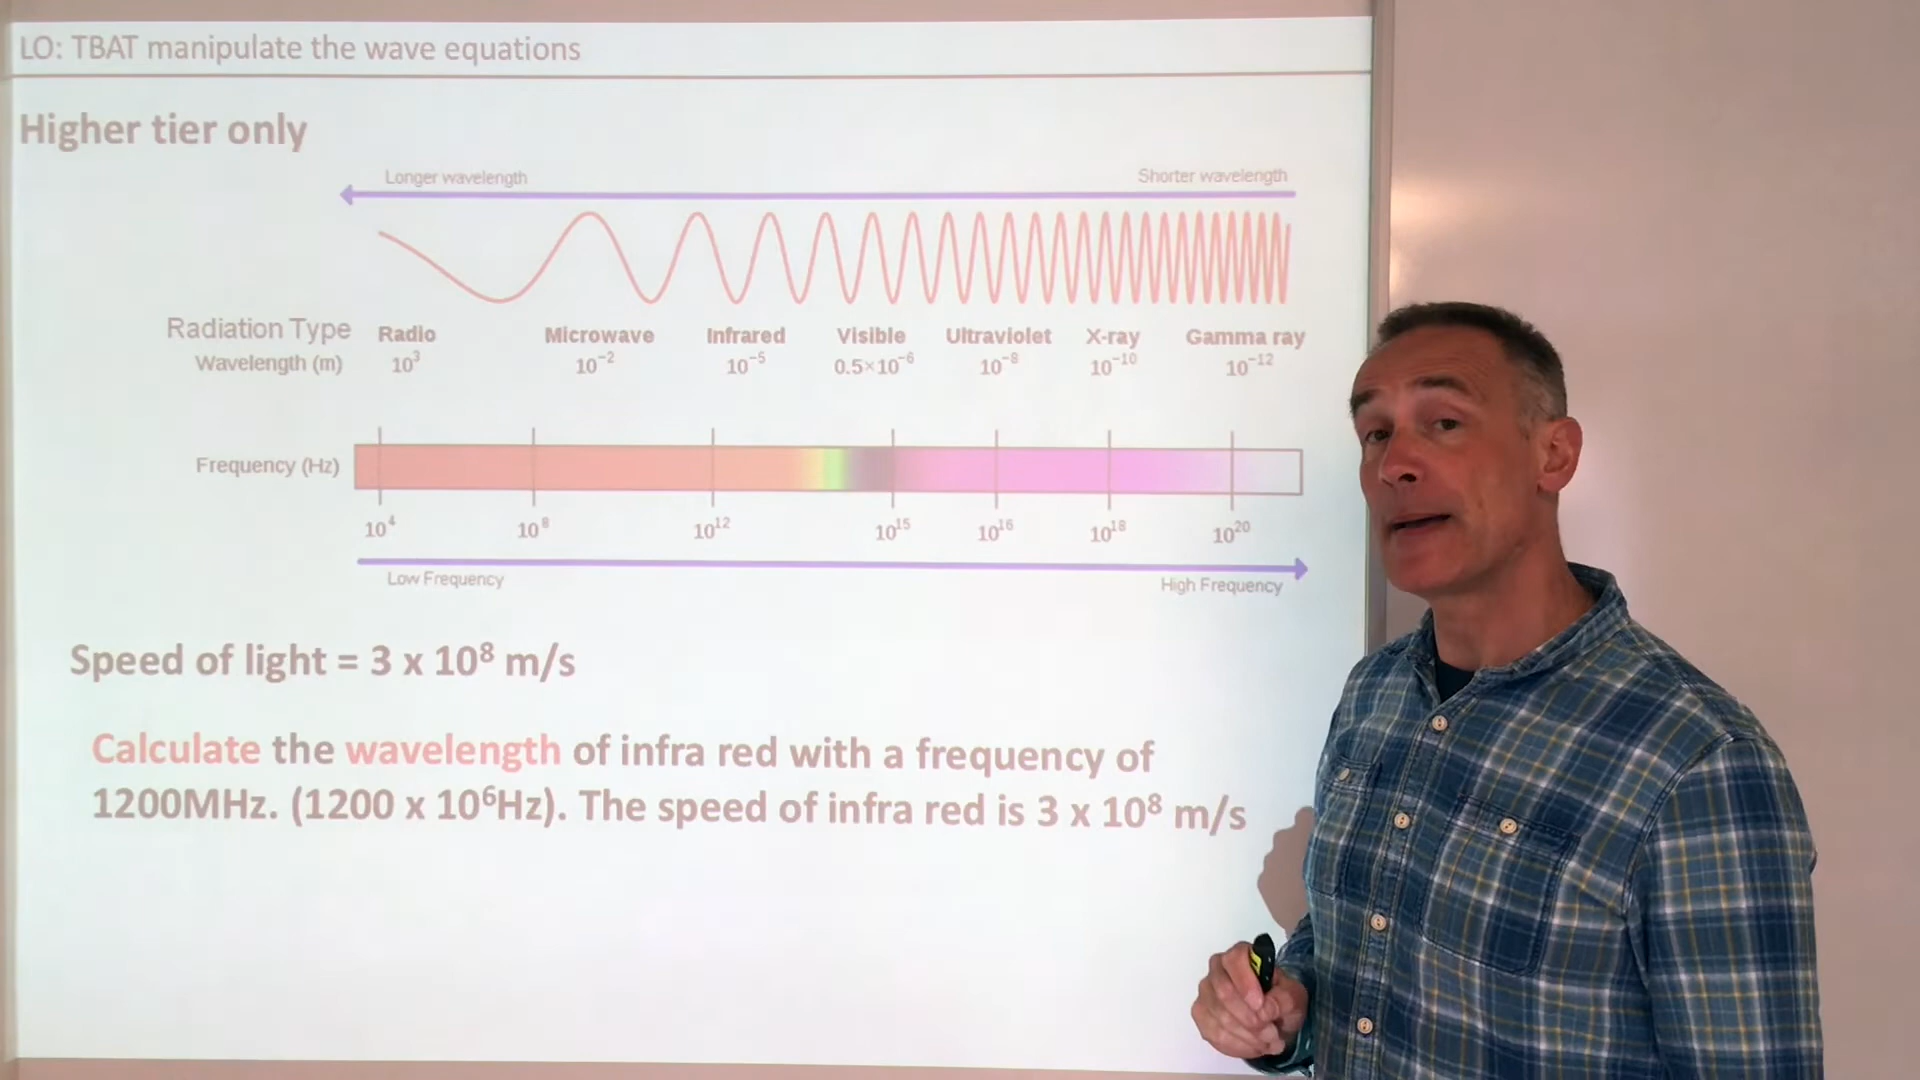 LO: TBAT manipulate the wave equations
Higher tier only
Longer wavelength
Shorter wavelength
Radiation Type
Radio
Microwave
Infrared
Visible
Ultraviolet
X-ray
Gamma ray
Wavelength (m)
10³
10⁻²
10⁻⁵
0.5×10⁻⁶
10⁻⁸
10⁻¹⁰
10⁻¹²
Frequency (Hz)
10⁴
10⁸
10¹²
10¹⁵
10¹⁶
10¹⁸
10²⁰
Low Frequency
High Frequency
Speed of light = 3 x 10⁸ m/s
Calculate the wavelength of infra red with a frequency of
1200MHz. (1200 x 10⁶Hz). The speed of infra red is 3 x 10⁸ m/s